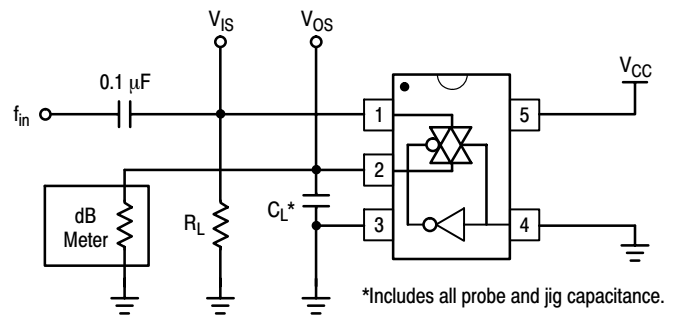 V_IS
V_OS
V_CC
0.1 μF
f_in
1
5
2
dB
Meter
R_L
C_L*
3
4
*Includes all probe and jig capacitance.